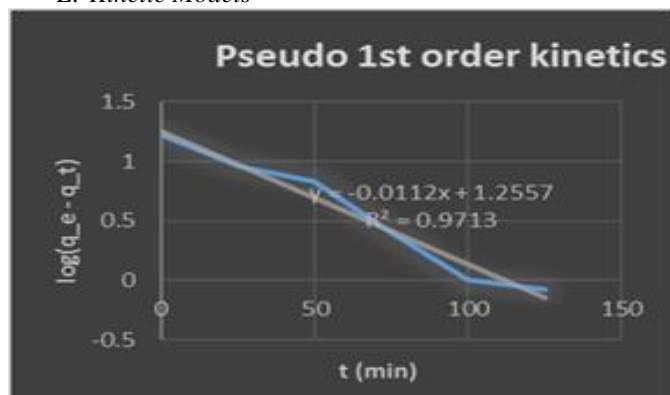 E. Kinetic Models
Pseudo 1st order kinetics
1.5
1
y = -0.0112x + 1.2557
0.5
R² = 0.9713
0
0
50
100
150
-0.5
log(q_e - q_t)
t (min)